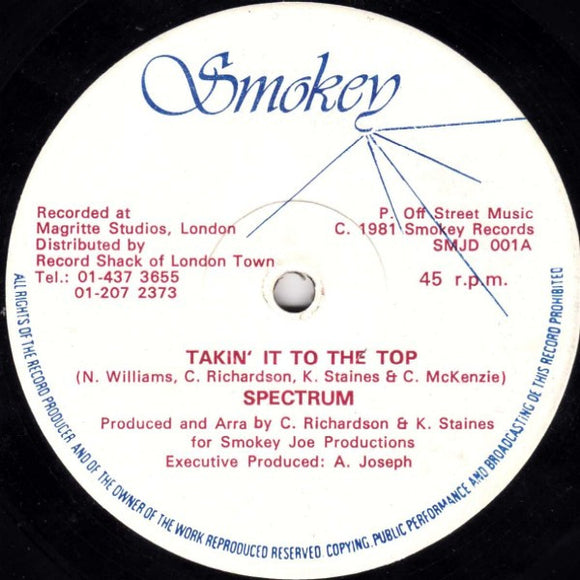 Smokey
Recorded at
Magritte Studios, London
Distributed by
Record Shack of London Town
Tel.: 01-437 3655
01-207 2373
P. Off Street Music
C. 1981 Smokey Records
SMJD 001A
45 r.p.m.
TAKIN' IT TO THE TOP
(N. Williams, C. Richardson, K. Staines & C. McKenzie)
SPECTRUM
Produced and Arra by C. Richardson & K. Staines
for Smokey Joe Productions
Executive Produced: A. Joseph
ALL RIGHTS OF THE RECORD PRODUCER AND OF THE OWNER OF THE WORK REPRODUCED RESERVED. COPYING, PUBLIC PERFORMANCE AND BROADCASTING OE THIS RECORD PROHIBITED